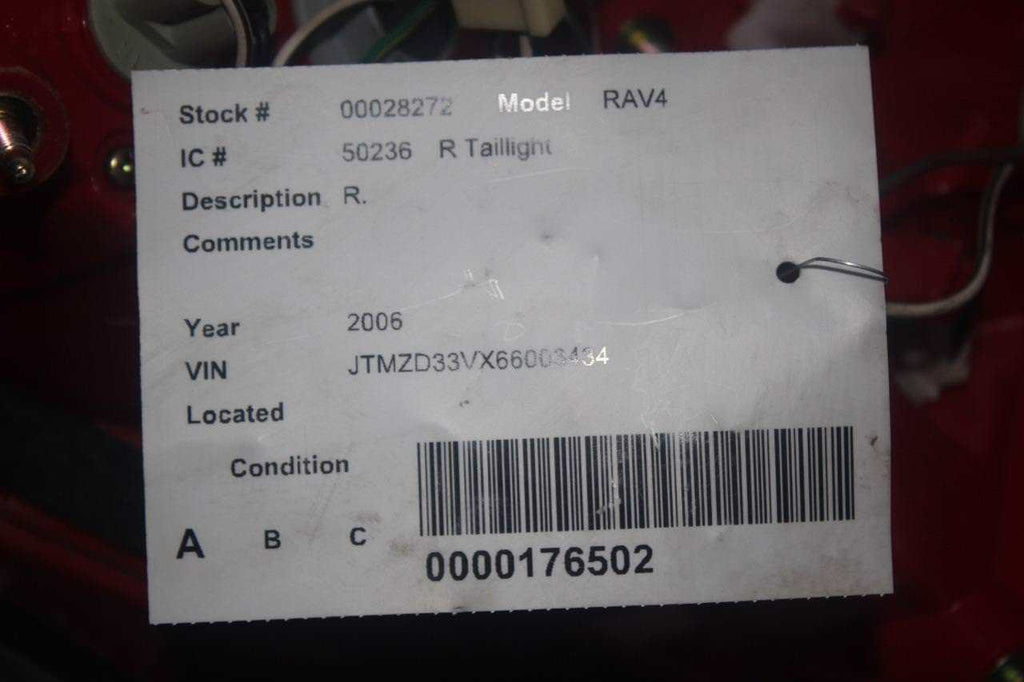 Stock # 00028272 Model RAV4
IC # 50236 R Taillight
Description R.
Comments
Year 2006
VIN JTMZD33VX66003434
Located
Condition
A B C
0000176502